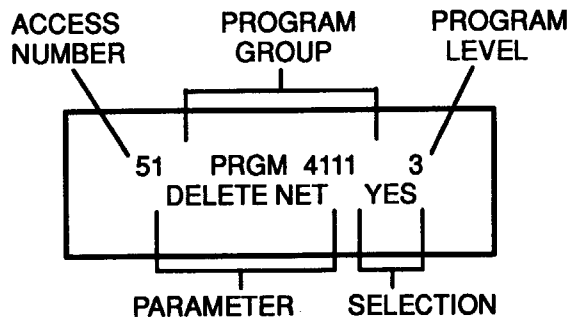 ACCESS NUMBER
PROGRAM GROUP
PROGRAM LEVEL
51 PRGM 4111 3
DELETE NET YES
PARAMETER SELECTION